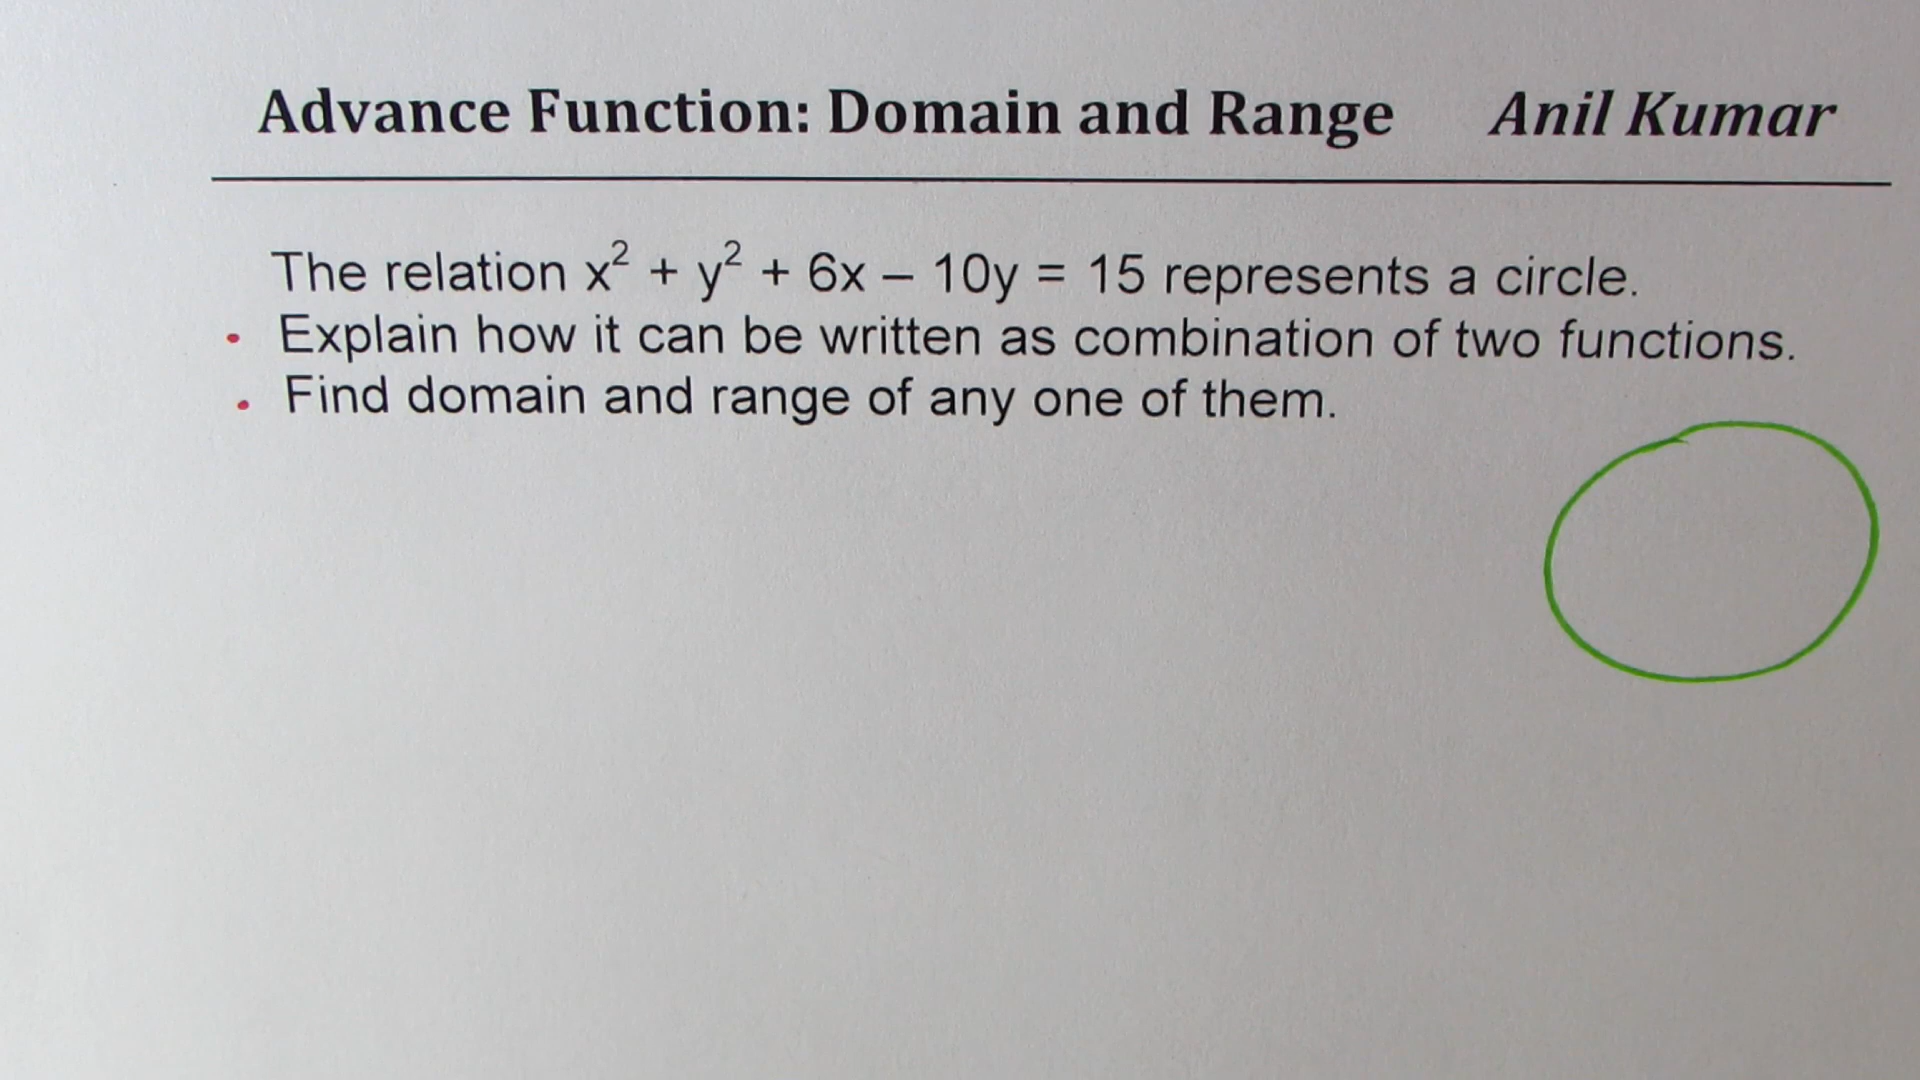 Advance Function: Domain and Range Anil Kumar
The relation x² + y² + 6x – 10y = 15 represents a circle.
• Explain how it can be written as combination of two functions.
• Find domain and range of any one of them.